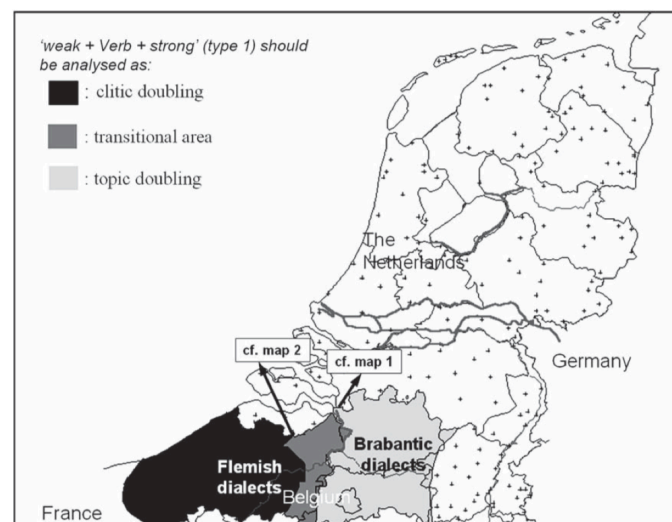 'weak + Verb + strong' (type 1) should
be analysed as:
: clitic doubling
: transitional area
: topic doubling
The
Netherlands
cf. map 2
cf. map 1
Germany
Brabantic
dialects
Flemish
dialects
Belgium
France